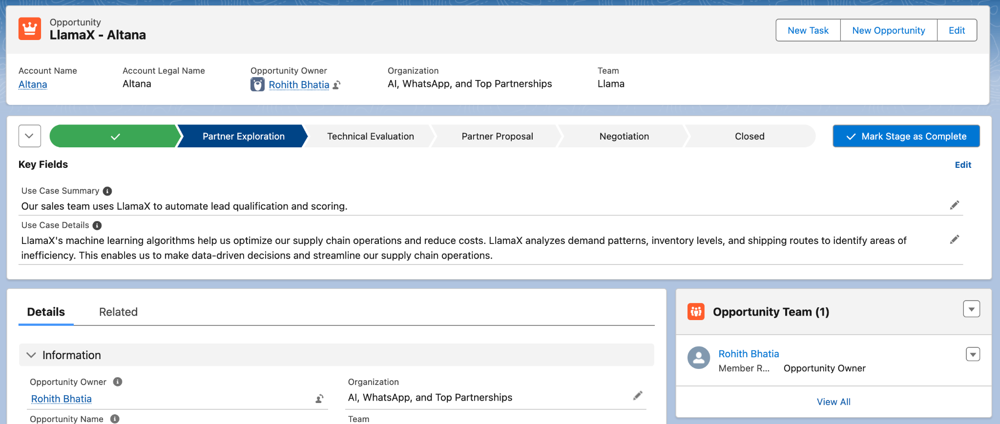 Opportunity
LlamaX - Altana
New Task
New Opportunity
Edit
Account Name
Altana
Account Legal Name
Altana
Opportunity Owner
Rohith Bhatia
Organization
AI, WhatsApp, and Top Partnerships
Team
Llama
Partner Exploration
Technical Evaluation
Partner Proposal
Negotiation
Closed
Mark Stage as Complete
Key Fields
Edit
Use Case Summary
Our sales team uses LlamaX to automate lead qualification and scoring.
Use Case Details
LlamaX's machine learning algorithms help us optimize our supply chain operations and reduce costs. LlamaX analyzes demand patterns, inventory levels, and shipping routes to identify areas of
inefficiency. This enables us to make data-driven decisions and streamline our supply chain operations.
Details
Related
Information
Opportunity Owner
Rohith Bhatia
Organization
AI, WhatsApp, and Top Partnerships
Opportunity Name
Team
Opportunity Team (1)
Rohith Bhatia
Member R... Opportunity Owner
View All